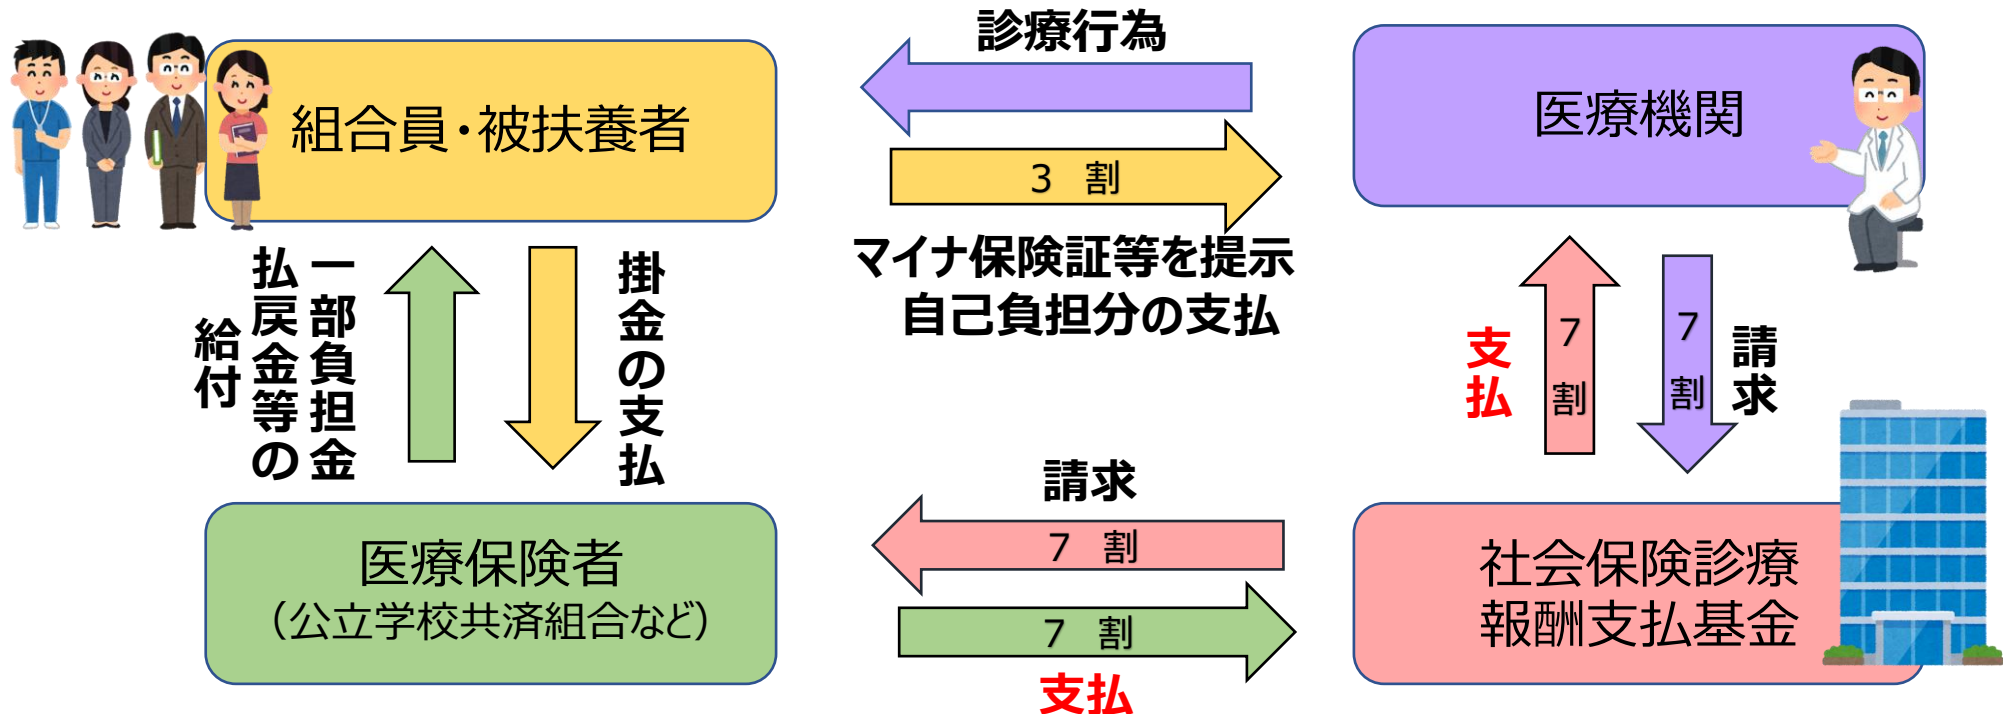 診療行為
組合員・被扶養者
医療機関
3 割
マイナ保険証等を提示
自己負担分の支払
一部負担金
払戻金等の
給付
掛金の支払
支払
7割
7割
請求
請求
7 割
医療保険者
（公立学校共済組合など）
7 割
支払
社会保険診療
報酬支払基金